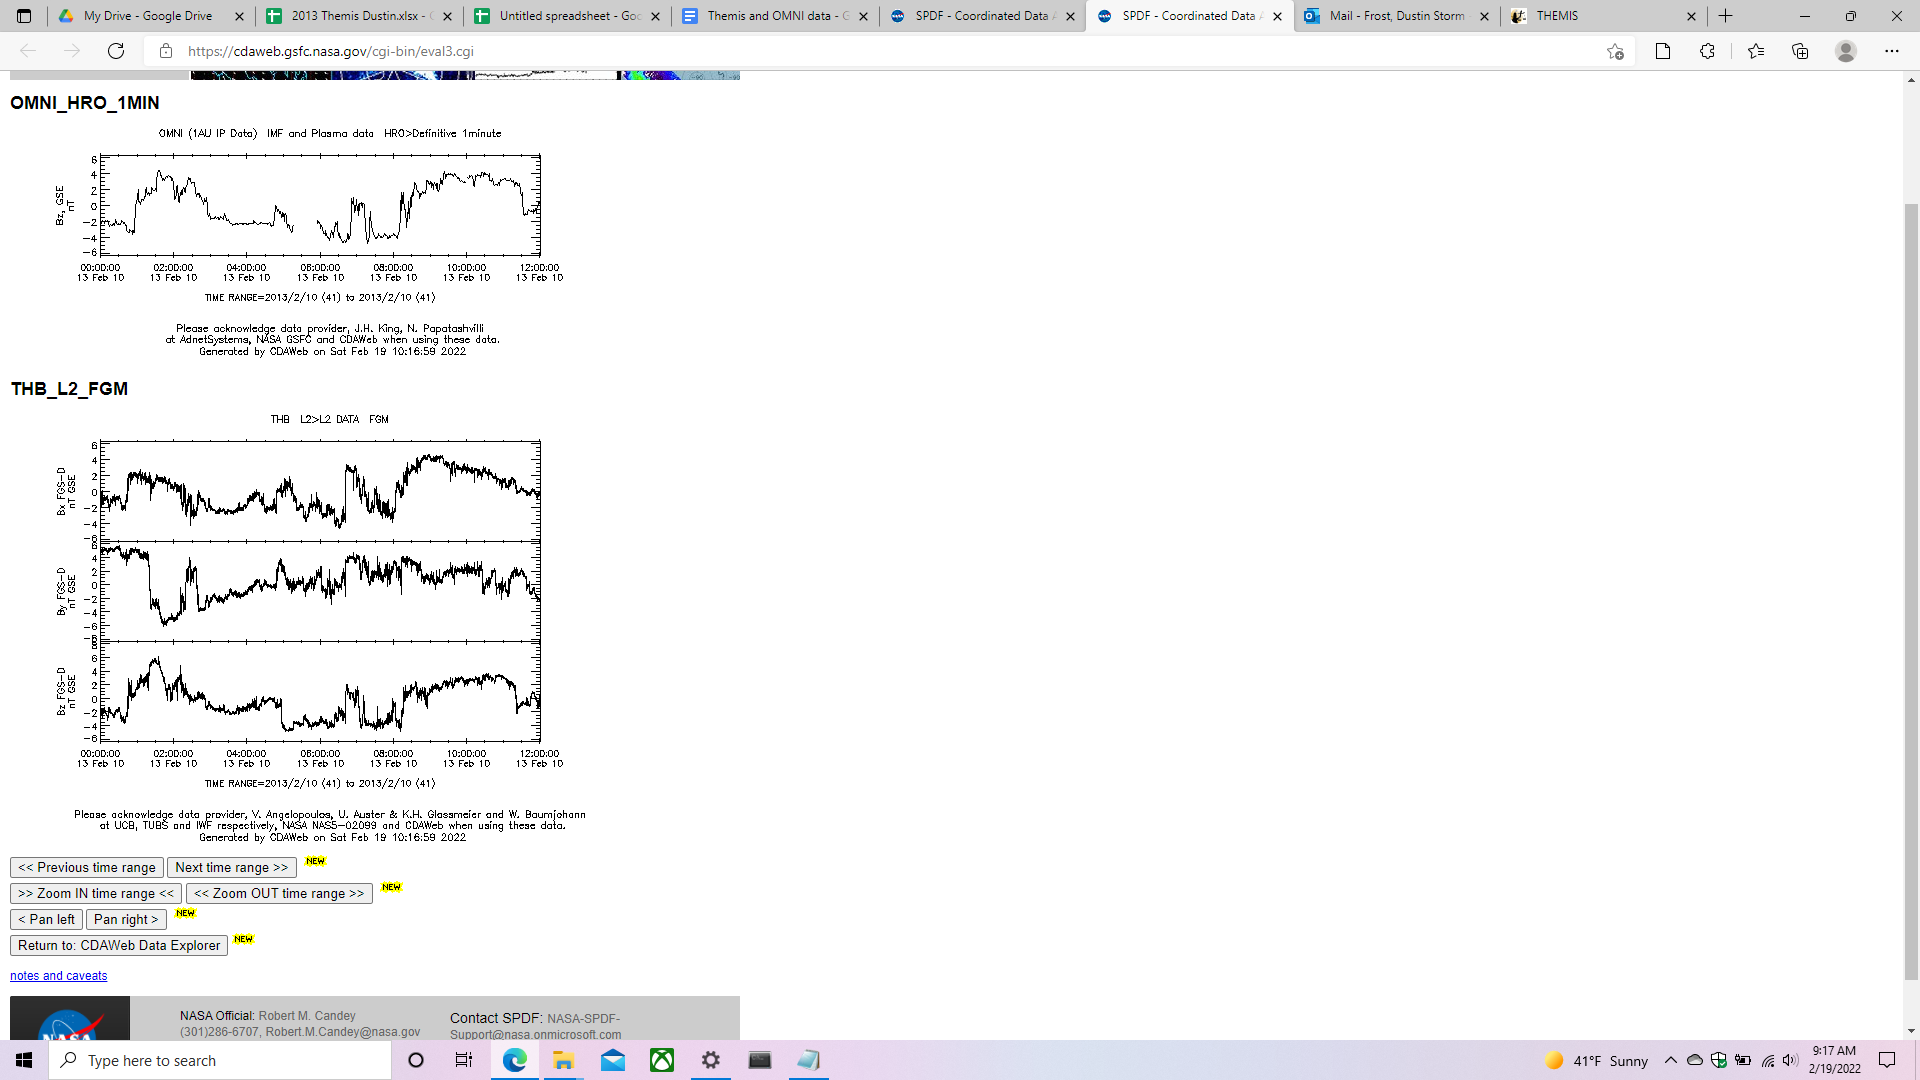 My Drive - Google Drive
2013 Themis Dustin.xlsx - G
Untitled spreadsheet - Goo
Themis and OMNI data - G
SPDF - Coordinated Data A
SPDF - Coordinated Data A
Mail - Frost, Dustin Storm
THEMIS
https://cdaweb.gsfc.nasa.gov/cgi-bin/eval3.cgi
OMNI_HRO_1MIN
OMNI (1AU IP Data) IMF and Plasma data HRO>Definitive 1minute
Bz, GSE
nT
6
4
2
0
-2
-4
-6
00:00:00 02:00:00 04:00:00 06:00:00 08:00:00 10:00:00 12:00:00
13 Feb 10 13 Feb 10 13 Feb 10 13 Feb 10 13 Feb 10 13 Feb 10 13 Feb 10
TIME RANGE=2013/2/10 (41) to 2013/2/10 (41)
Please acknowledge data provider, J.H. King, N. Papatashvilli
at AdnetSystems, NASA GSFC and CDAWeb when using these data.
Generated by CDAWeb on Sat Feb 19 10:16:59 2022
THB_L2_FGM
THB L2>L2 DATA FGM
Bx FGS-D
nT GSE
6
4
2
0
-2
-4
-6
By FGS-D
nT GSE
6
4
2
0
-2
-4
-6
Bz FGS-D
nT GSE
8
6
4
2
0
-2
-4
-6
00:00:00 02:00:00 04:00:00 06:00:00 08:00:00 10:00:00 12:00:00
13 Feb 10 13 Feb 10 13 Feb 10 13 Feb 10 13 Feb 10 13 Feb 10 13 Feb 10
TIME RANGE=2013/2/10 (41) to 2013/2/10 (41)
Please acknowledge data provider, V. Angelopoulos, U. Auster & K.H. Glassmeier and W. Baumjohann
at UCB, TUBS and IWF respectively, NASA NAS5-02099 and CDAWeb when using these data.
Generated by CDAWeb on Sat Feb 19 10:16:59 2022
<< Previous time range Next time range >> NEW
>> Zoom IN time range << << Zoom OUT time range >> NEW
< Pan left Pan right > NEW
Return to: CDAWeb Data Explorer NEW
notes and caveats
NASA
NASA Official: Robert M. Candey
(301)286-6707, Robert.M.Candey@nasa.gov
Contact SPDF: NASA-SPDF-
Support@nasa.onmicrosoft.com
Type here to search
41°F Sunny
9:17 AM
2/19/2022